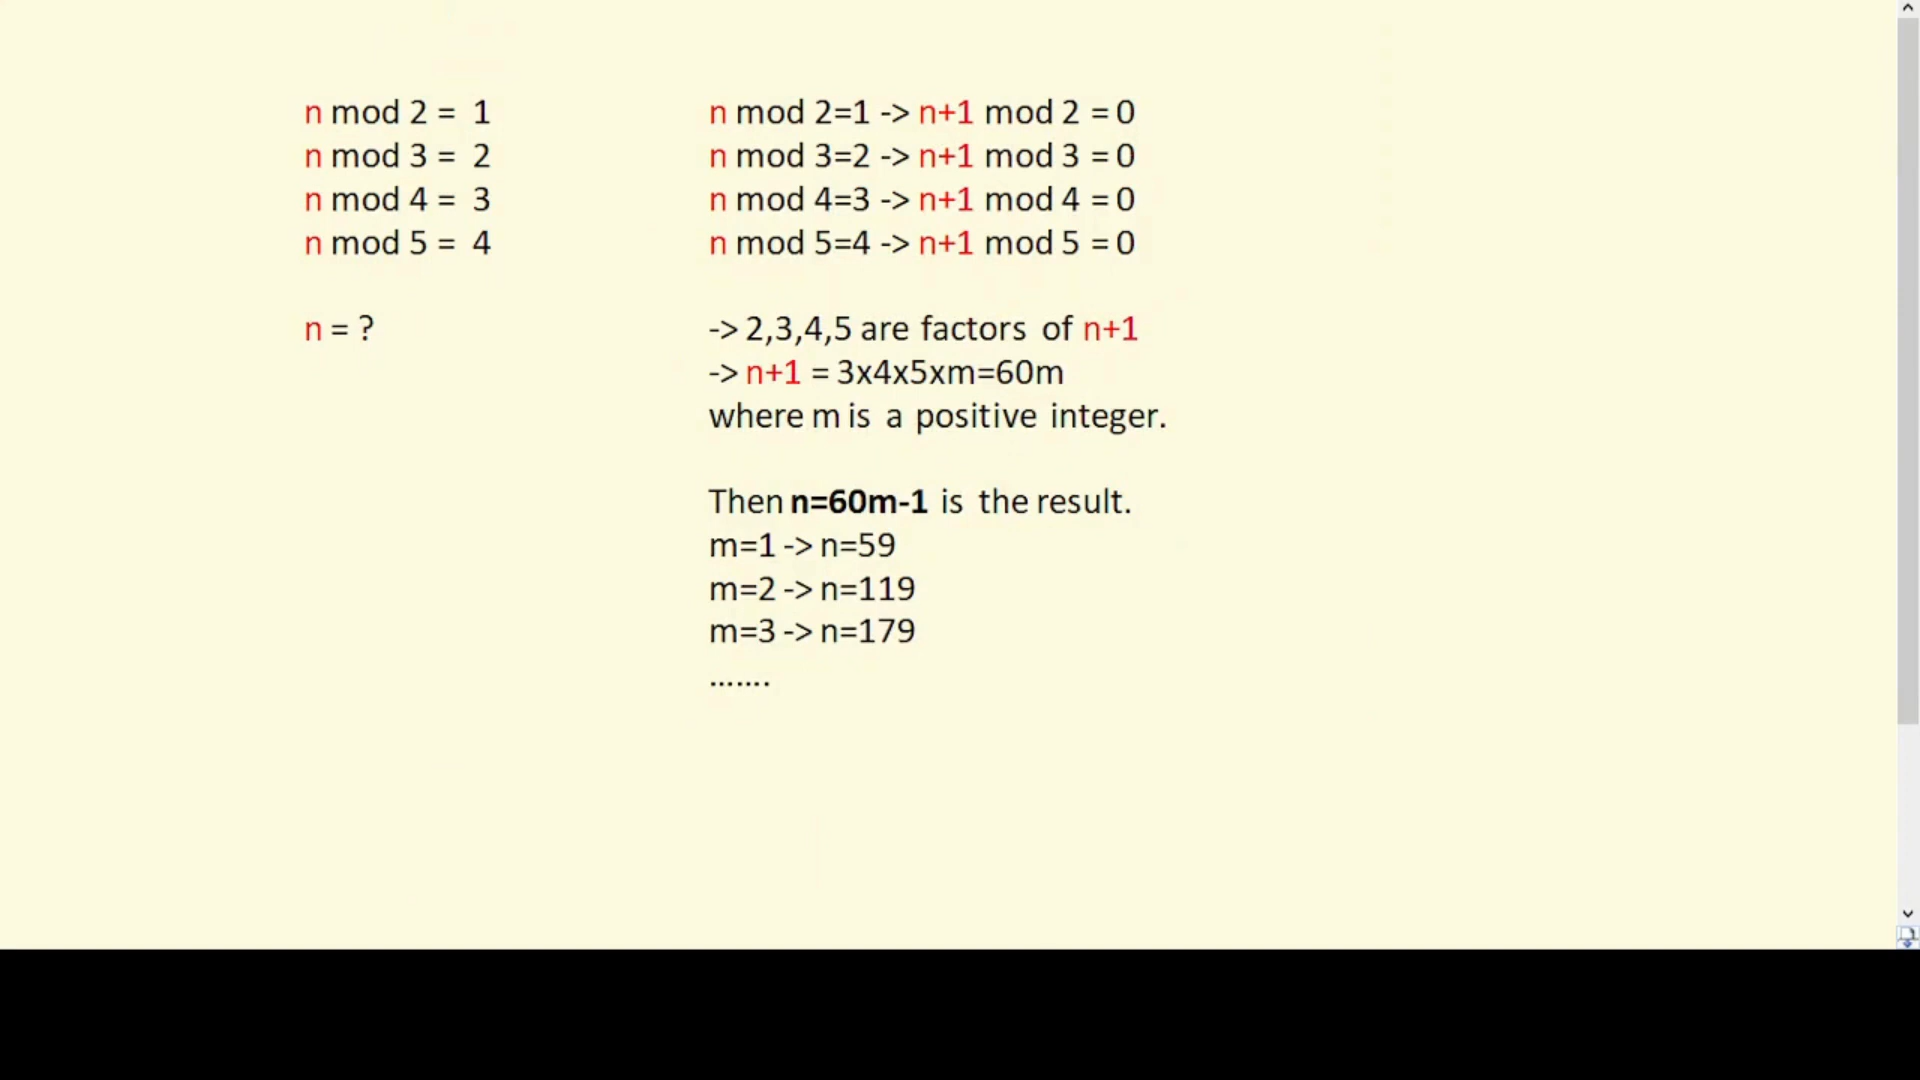 n mod 2 = 1
n mod 3 = 2
n mod 4 = 3
n mod 5 = 4
n = ?
n mod 2=1 -> n+1 mod 2 = 0
n mod 3=2 -> n+1 mod 3 = 0
n mod 4=3 -> n+1 mod 4 = 0
n mod 5=4 -> n+1 mod 5 = 0
-> 2,3,4,5 are factors of n+1
-> n+1 = 3x4x5xm=60m
where m is a positive integer.
Then n=60m-1 is the result.
m=1 -> n=59
m=2 -> n=119
m=3 -> n=179
.......